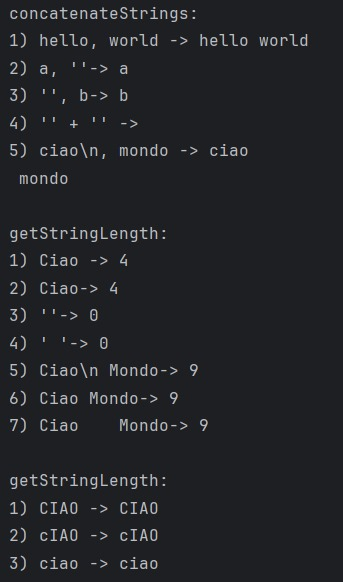 concatenateStrings:
1) hello, world -> hello world
2) a, ''-> a
3) '', b-> b
4) '' + '' ->
5) ciao\n, mondo -> ciao
 mondo

getStringLength:
1) Ciao -> 4
2) Ciao-> 4
3) ''-> 0
4) ' '-> 0
5) Ciao\n Mondo-> 9
6) Ciao Mondo-> 9
7) Ciao    Mondo-> 9

getStringLength:
1) CIAO -> CIAO
2) cIAO -> cIAO
3) ciao -> ciao